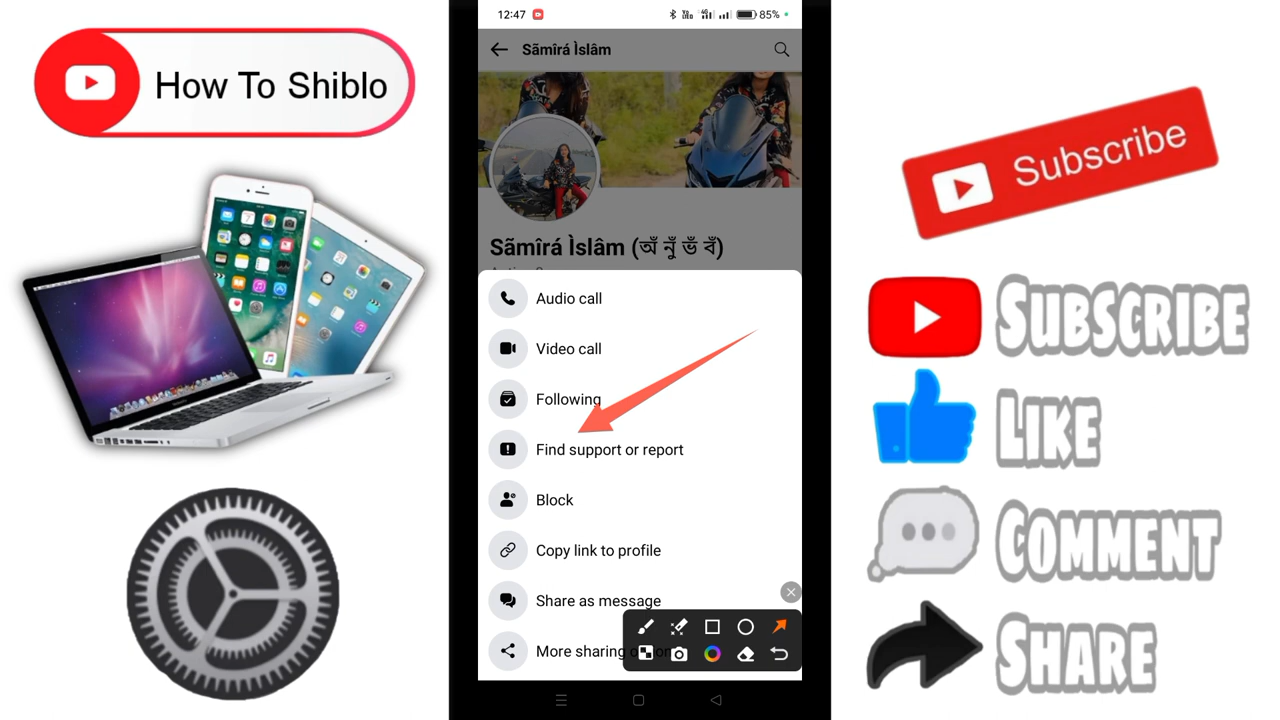 How To Shiblo
12:47
85%
Sãmîrá Ìslâm
Sãmîrá Ìslâm (অঁ নুঁ ভঁ বঁ)
Audio call
Video call
Following
Find support or report
Block
Copy link to profile
Share as message
More sharing
Subscribe
SUBSCRIBE
LIKE
COMMENT
SHARE